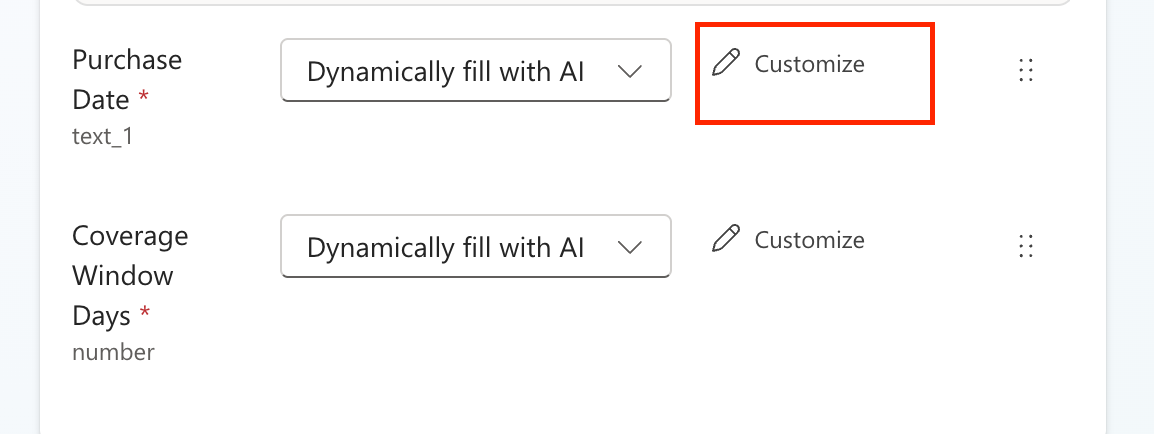 Purchase
Date *
text_1
Dynamically fill with AI
Customize
Coverage
Window
Days *
number
Dynamically fill with AI
Customize